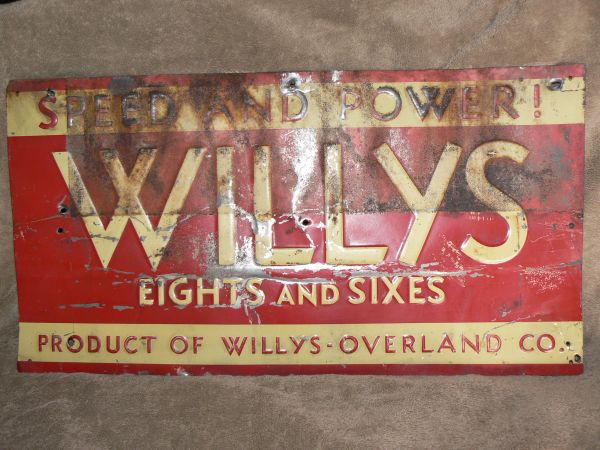 SPEED AND POWER!
WILLYS
EIGHTS AND SIXES
PRODUCT OF WILLYS-OVERLAND CO.